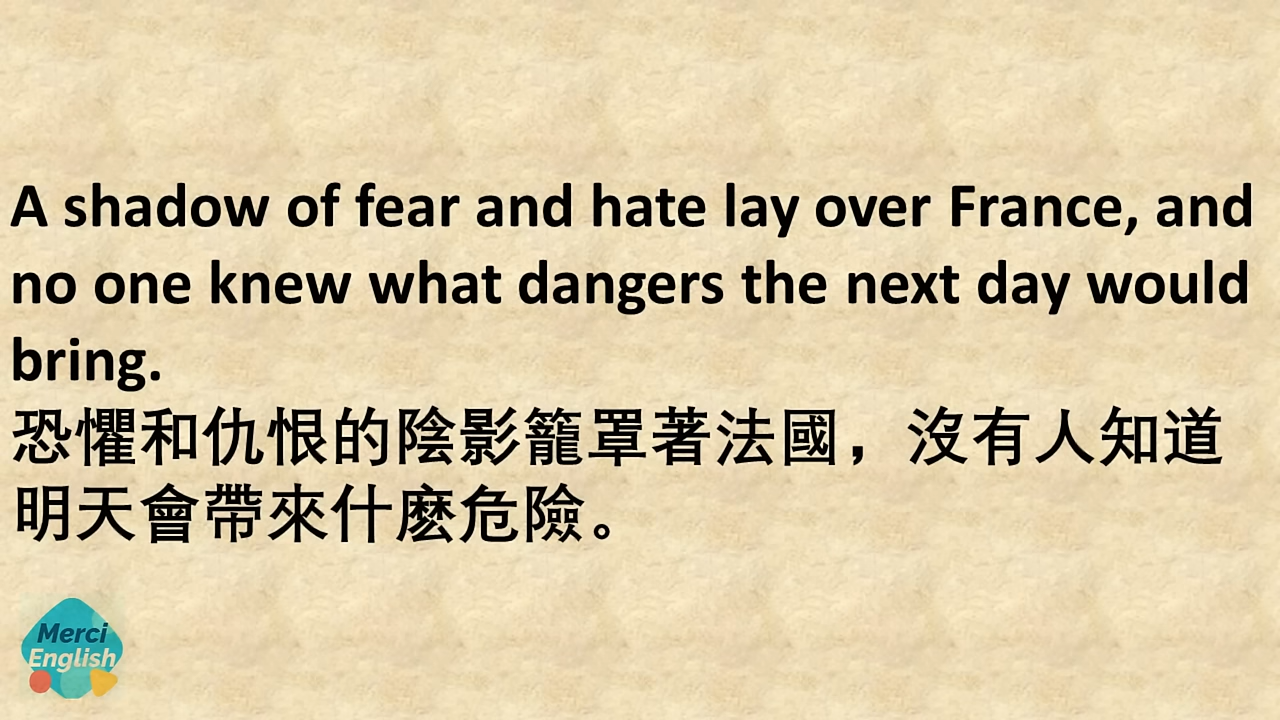 A shadow of fear and hate lay over France, and
no one knew what dangers the next day would
bring.
恐懼和仇恨的陰影籠罩著法國，沒有人知道
明天會帶來什麽危險。
Merci
English